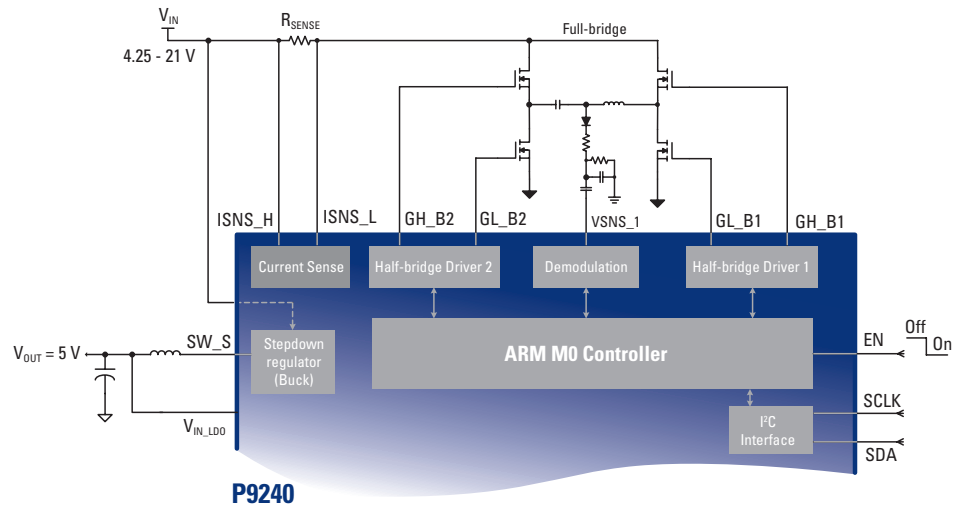 VIN
4.25 - 21 V
RSENSE
Full-bridge
ISNS_H
ISNS_L
GH_B2
GL_B2
VSNS_1
GL_B1
GH_B1
Current Sense
Half-bridge Driver 2
Demodulation
Half-bridge Driver 1
SW_S
VOUT = 5 V
Stepdown
regulator
(Buck)
ARM M0 Controller
EN
Off
On
VIN_LDO
I²C
Interface
SCLK
SDA
P9240